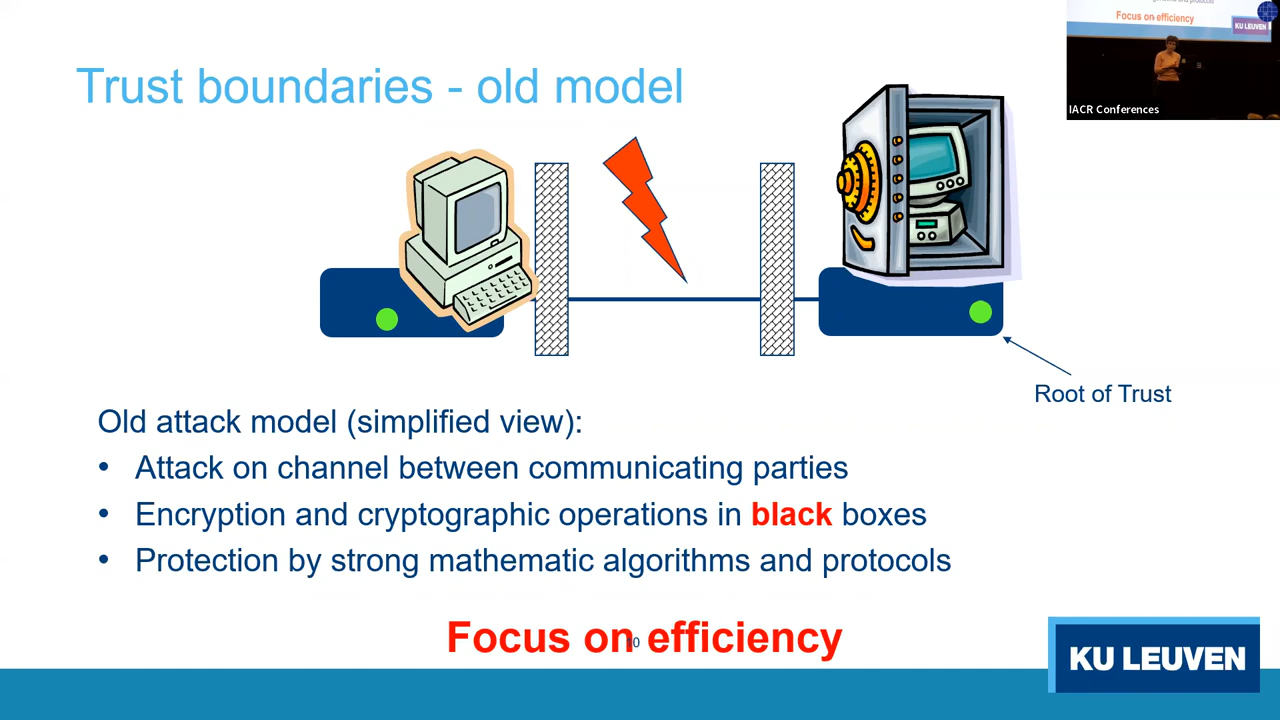 Focus on efficiency
KU LEUVEN
IACR Conferences
Trust boundaries - old model
Root of Trust
Old attack model (simplified view):
• Attack on channel between communicating parties
• Encryption and cryptographic operations in black boxes
• Protection by strong mathematic algorithms and protocols
Focus on efficiency
KU LEUVEN